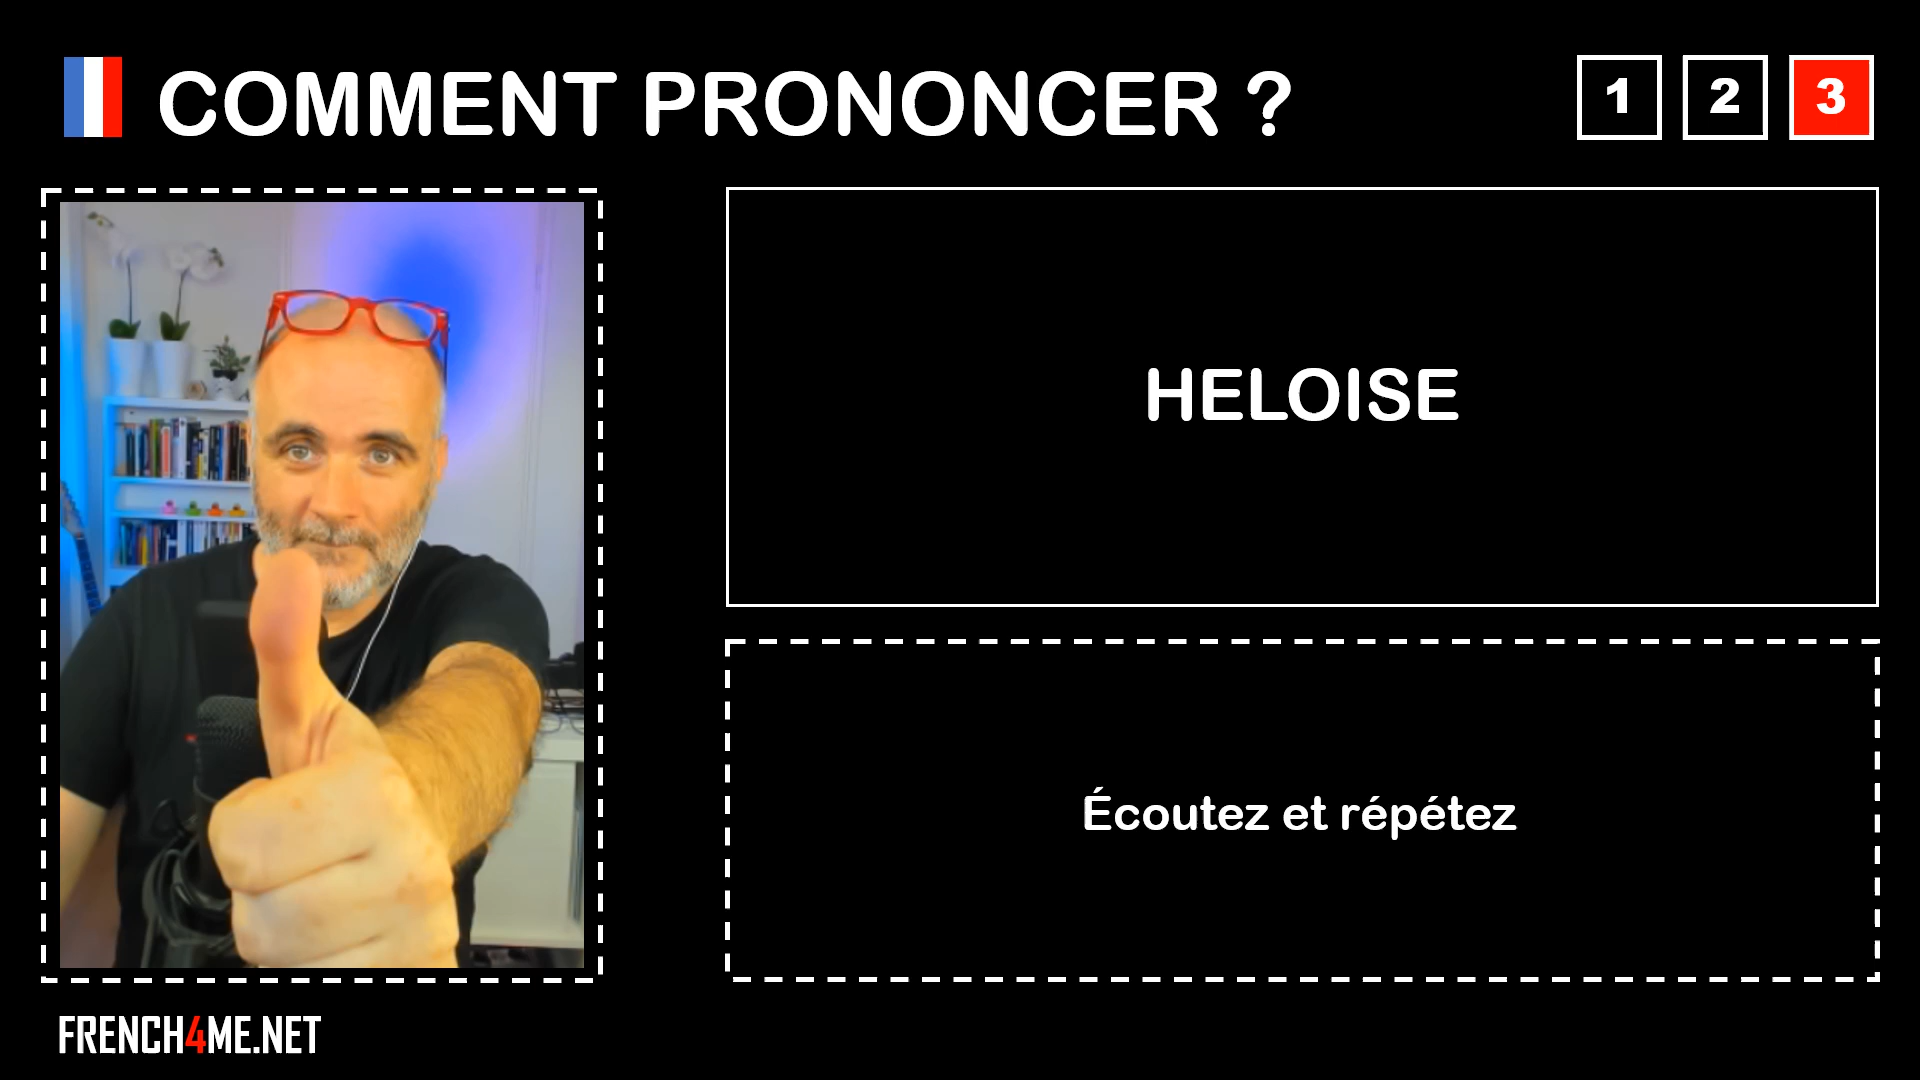 COMMENT PRONONCER ?
1 2 3
HELOISE
Écoutez et répétez
FRENCH4ME.NET